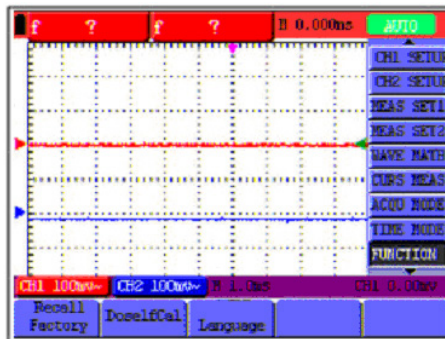 f ? f ? M 0.000ms AUTO
CH1 SETUP
CH2 SETUP
MEAS SET1
MEAS SET2
WAVE MATH
CURS MEAS
ACQU MODE
TIME MODE
FUNCTION
CH1 100mV~ CH2 100mV~ M 1.0ms CH1 0.00mV
Recall Factory DoselfCal Language